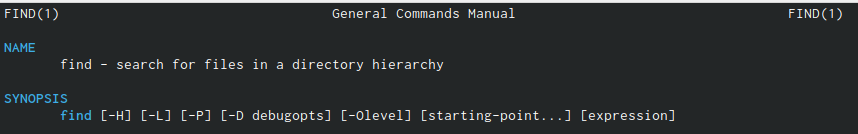 FIND(1) General Commands Manual FIND(1)
NAME
find - search for files in a directory hierarchy
SYNOPSIS
find [-H] [-L] [-P] [-D debugopts] [-Olevel] [starting-point...] [expression]